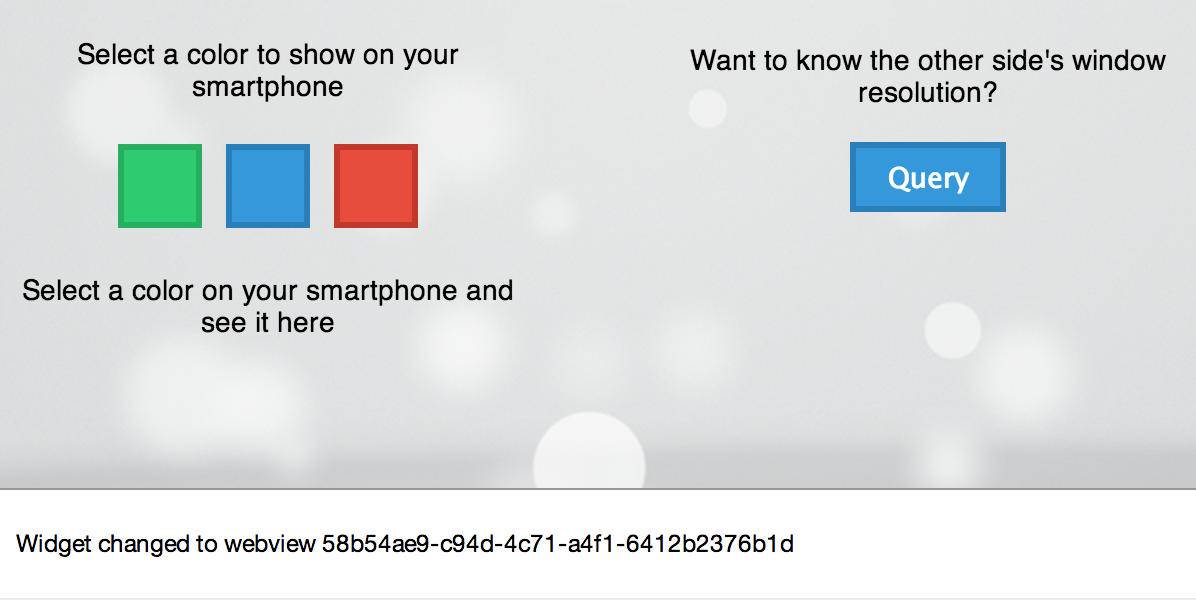 Select a color to show on your
smartphone
Select a color on your smartphone and
see it here
Want to know the other side's window
resolution?
Query
Widget changed to webview 58b54ae9-c94d-4c71-a4f1-6412b2376b1d